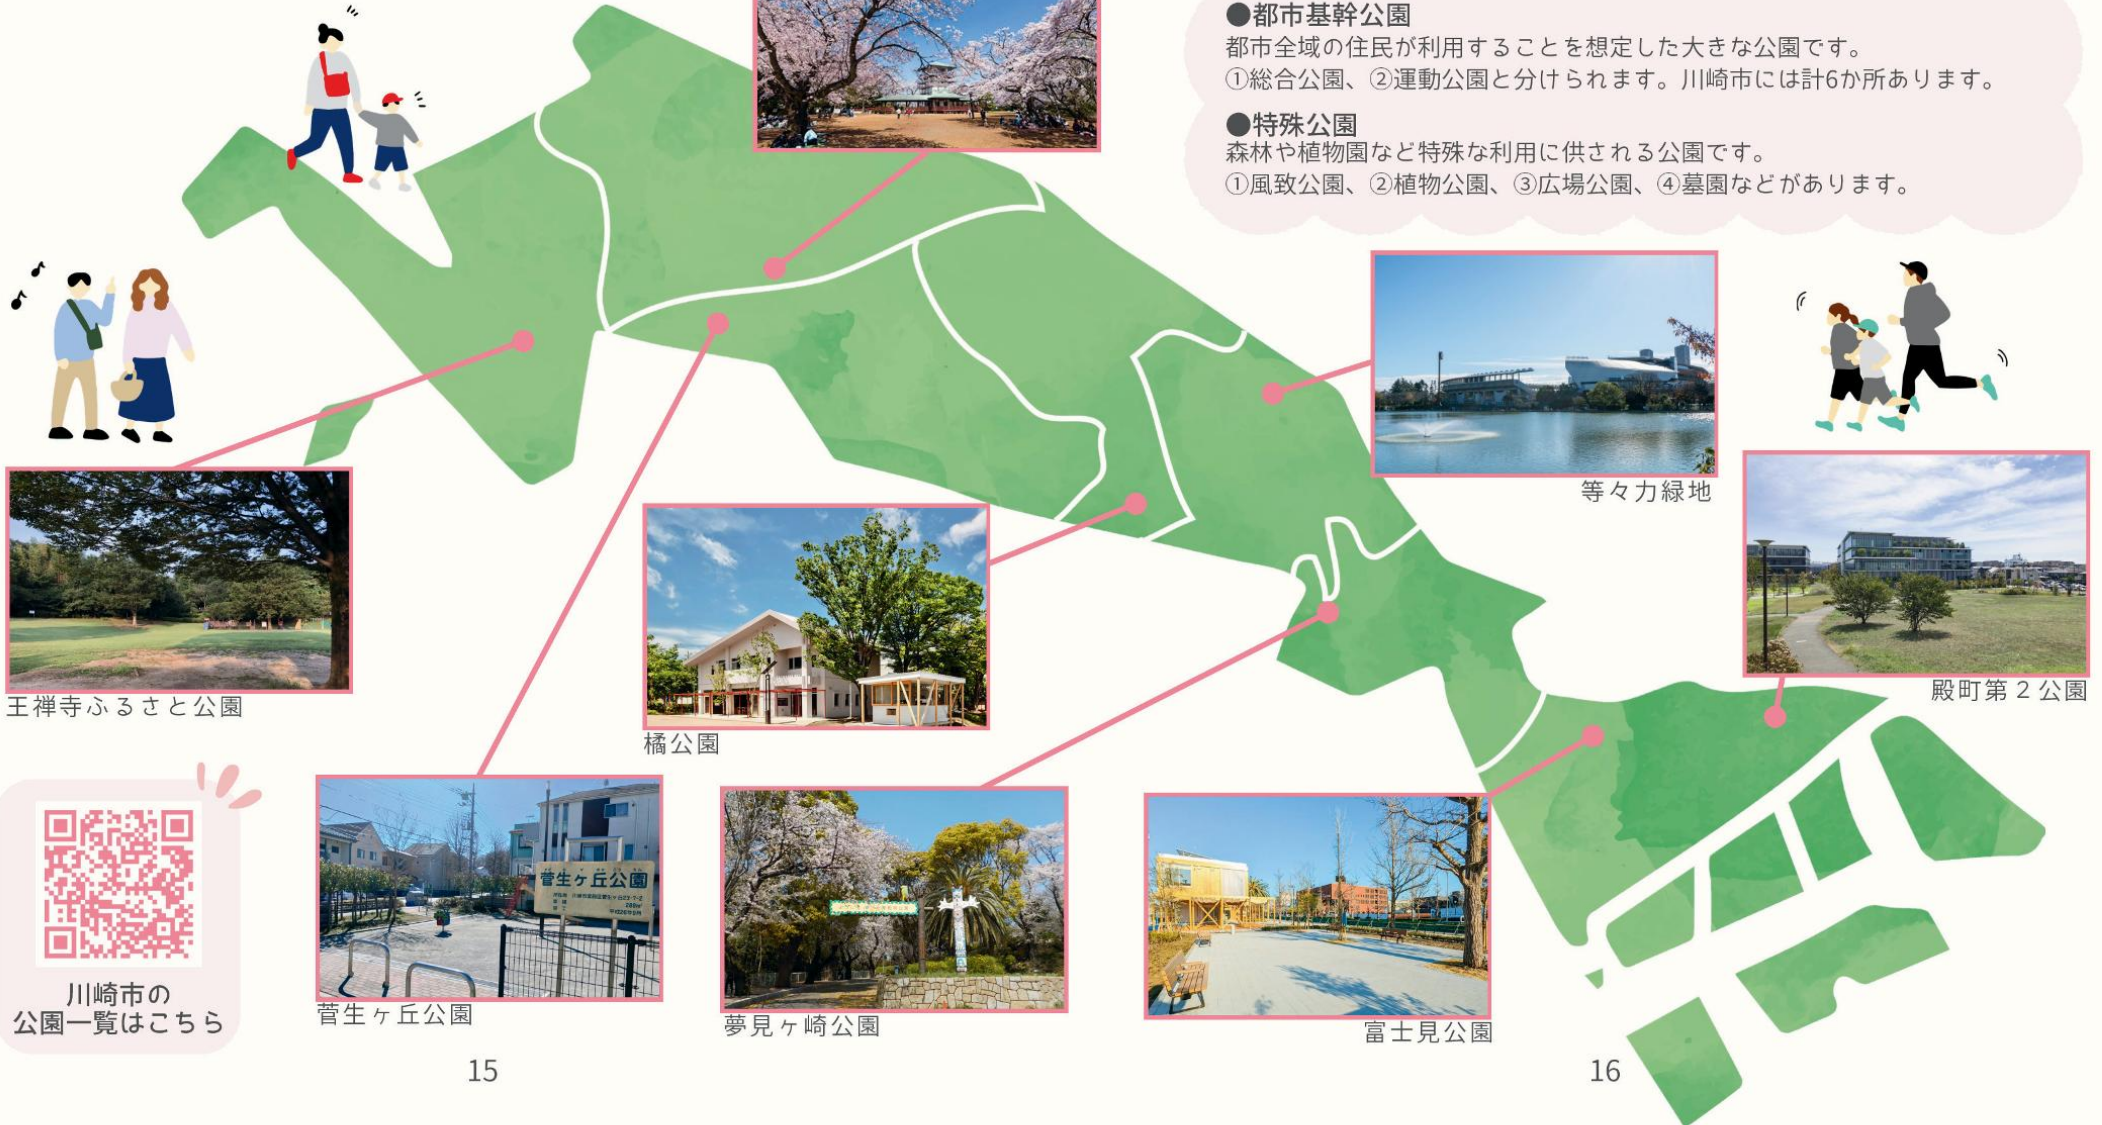 ●都市基幹公園
都市全域の住民が利用することを想定した大きな公園です。
①総合公園、②運動公園と分けられます。川崎市には計6か所あります。
●特殊公園
森林や植物園など特殊な利用に供される公園です。
①風致公園、②植物公園、③広場公園、④墓園などがあります。
等々力緑地
殿町第2公園
王禅寺ふるさと公園
橘公園
菅生ケ丘公園
菅生ヶ丘公園
夢見ヶ崎公園
富士見公園
川崎市の
公園一覧はこちら
15
16